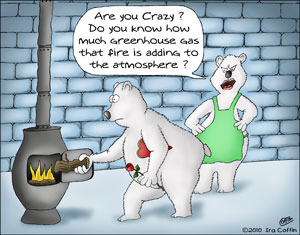 Are you Crazy ?
Do you know how
much Greenhouse Gas
that fire is adding to
the atmosphere ?
©2010 Ira Coffin